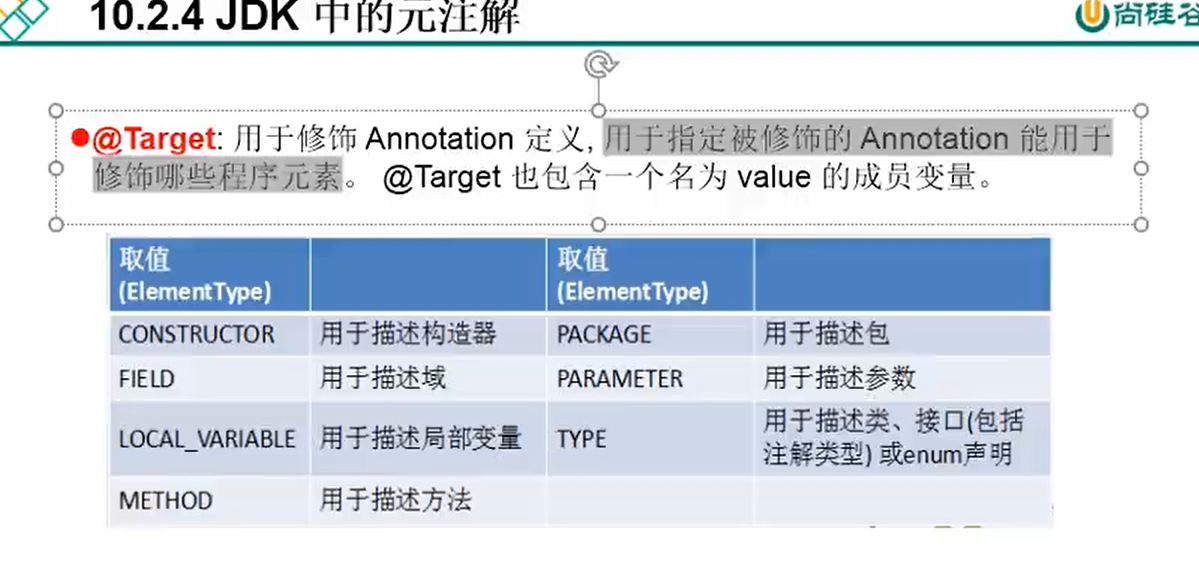 10.2.4 JDK 中的元注解
尚硅谷
●@Target: 用于修饰 Annotation 定义, 用于指定被修饰的 Annotation 能用于
修饰哪些程序元素。 @Target 也包含一个名为 value 的成员变量。
取值
(ElementType)
取值
(ElementType)
CONSTRUCTOR 用于描述构造器 PACKAGE 用于描述包
FIELD 用于描述域 PARAMETER 用于描述参数
LOCAL_VARIABLE 用于描述局部变量 TYPE 用于描述类、接口(包括
注解类型) 或enum声明
METHOD 用于描述方法